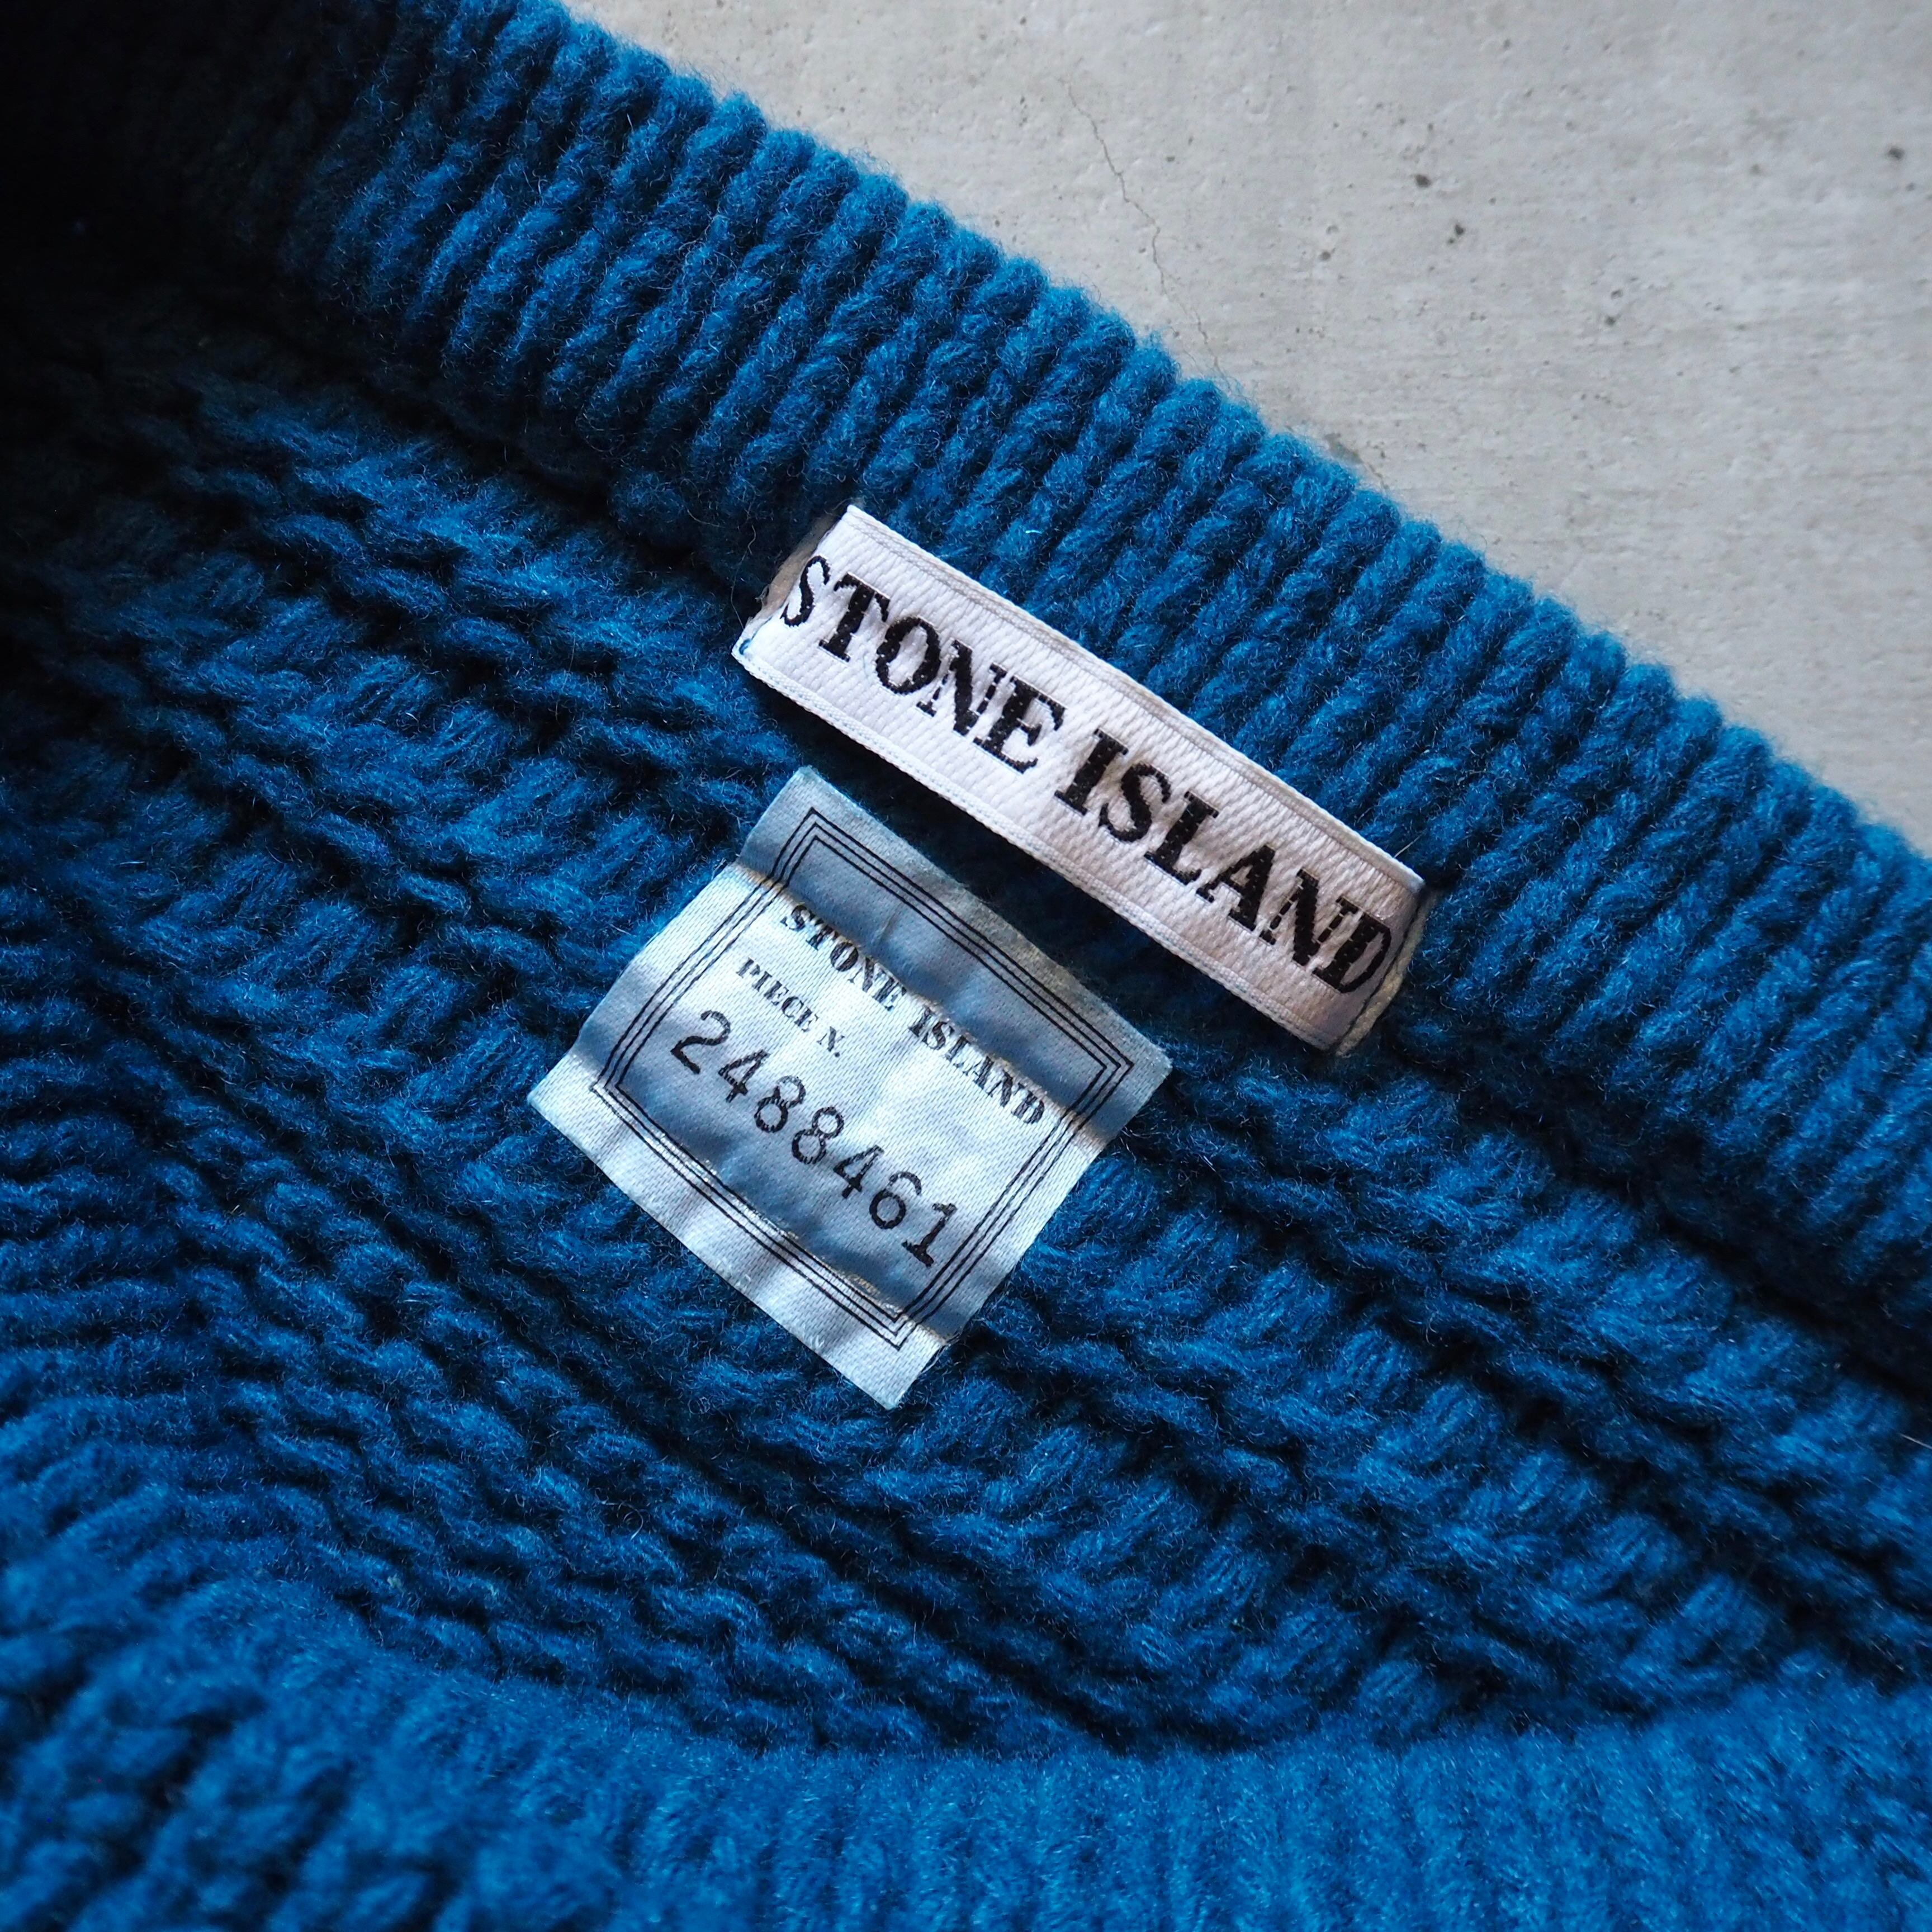 STONE ISLAND
STONE ISLAND
PIECE N.
2488461